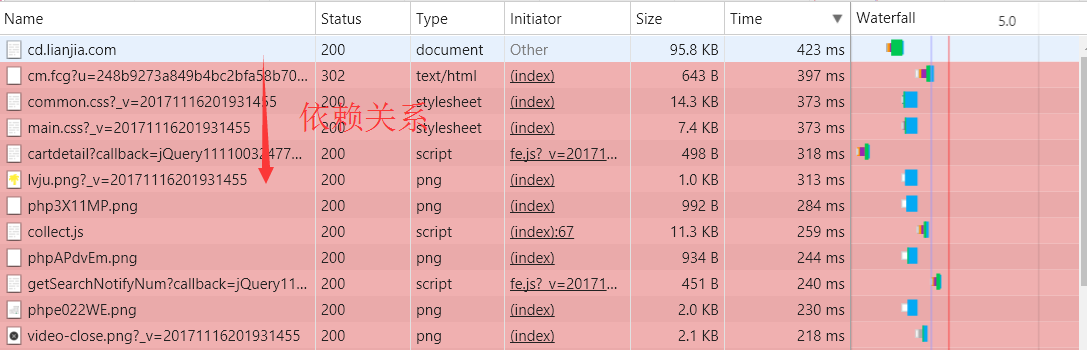 Name Status Type Initiator Size Time Waterfall 5.0
cd.lianjia.com 200 document Other 95.8 KB 423 ms
cm.fcg?u=248b9273a849b4bc2bfa58b70... 302 text/html (index) 643 B 397 ms
common.css?_v=20171116201931455 200 stylesheet (index) 14.3 KB 373 ms
依赖关系
main.css?_v=20171116201931455 200 stylesheet (index) 7.4 KB 373 ms
cartdetail?callback=jQuery11110032477... 200 script fe.js?_v=20171... 498 B 318 ms
lvju.png?_v=20171116201931455 200 png (index) 1.0 KB 313 ms
php3X11MP.png 200 png (index) 992 B 284 ms
collect.js 200 script (index):67 11.3 KB 259 ms
phpAPdvEm.png 200 png (index) 934 B 244 ms
getSearchNotifyNum?callback=jQuery11... 200 script fe.js?_v=20171... 451 B 240 ms
phpe022WE.png 200 png (index) 2.0 KB 230 ms
video-close.png?_v=20171116201931455 200 png (index) 2.1 KB 218 ms